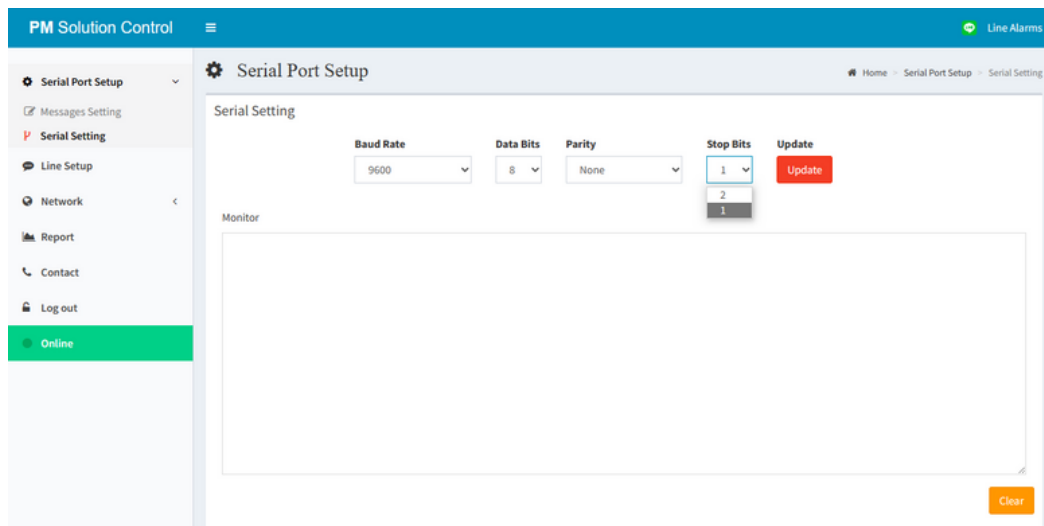 PM Solution Control
Line Alarms
Serial Port Setup
Messages Setting
Serial Setting
Line Setup
Network
Report
Contact
Log out
Online
Serial Port Setup
Home > Serial Port Setup > Serial Setting
Serial Setting
Baud Rate Data Bits Parity Stop Bits Update
9600 8 None 1 Update
2
1
Monitor
Clear